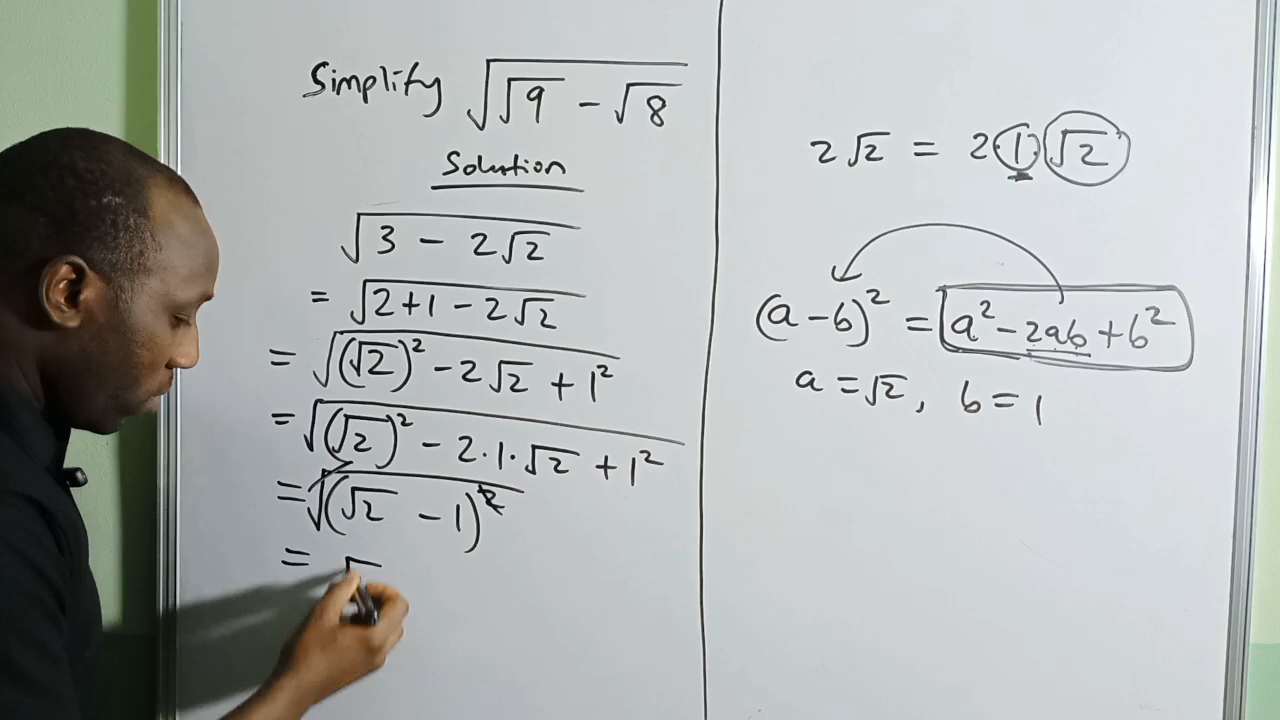 Simplify √(√9 − √8)
Solution
√(3 − 2√2)
= √(2+1 − 2√2)
= √((√2)² − 2√2 + 1²)
= √((√2)² − 2·1·√2 + 1²)
= √((√2 − 1)²)
= √
2√2 = 2·1·√2
(a − b)² = a² − 2ab + b²
a = √2, b = 1